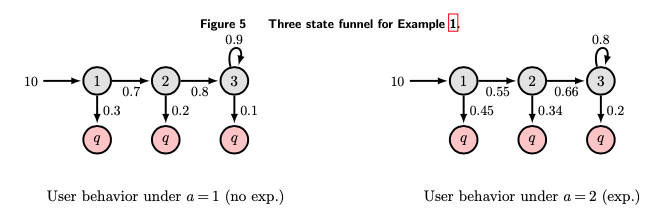 Figure 5 Three state funnel for Example 1.
0.9 0.8
10 1 2 3 10 1 2 3
0.7 0.8 0.55 0.66
0.3 0.2 0.1 0.45 0.34 0.2
q q q q q q
User behavior under a = 1 (no exp.) User behavior under a = 2 (exp.)